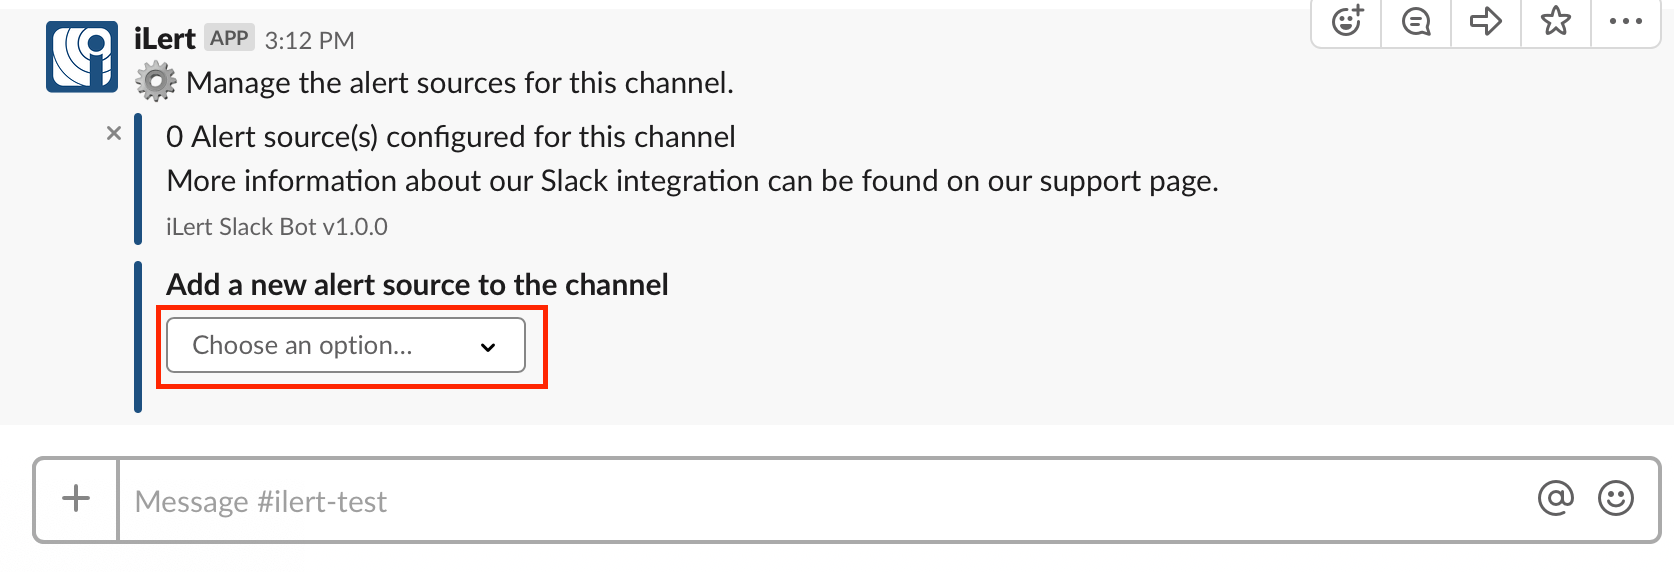 iLert APP 3:12 PM
Manage the alert sources for this channel.
0 Alert source(s) configured for this channel
More information about our Slack integration can be found on our support page.
iLert Slack Bot v1.0.0
Add a new alert source to the channel
Choose an option...
Message #ilert-test